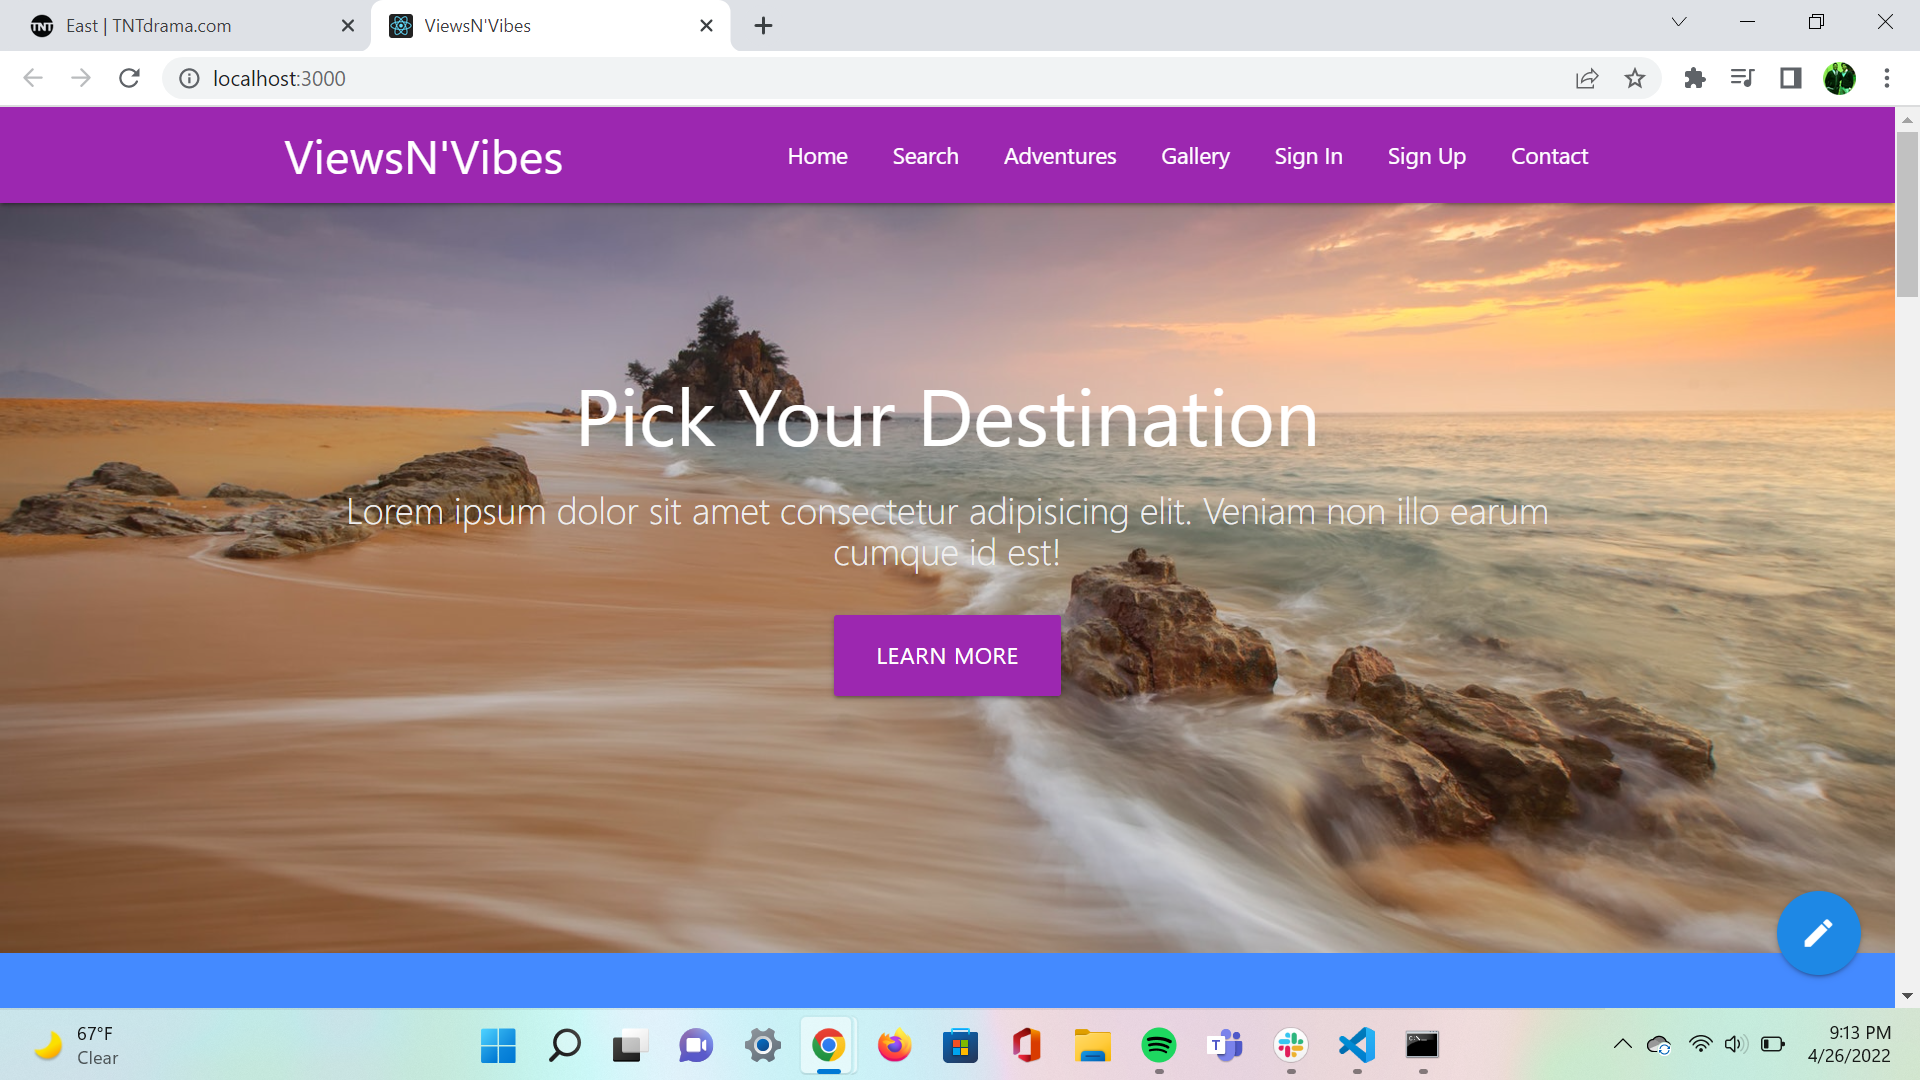 TNT
East | TNTdrama.com
ViewsN'Vibes
localhost:3000
ViewsN'Vibes
Home Search Adventures Gallery Sign In Sign Up Contact
Pick Your Destination
Lorem ipsum dolor sit amet consectetur adipisicing elit. Veniam non illo earum
cumque id est!
LEARN MORE
67°F
Clear
9:13 PM
4/26/2022